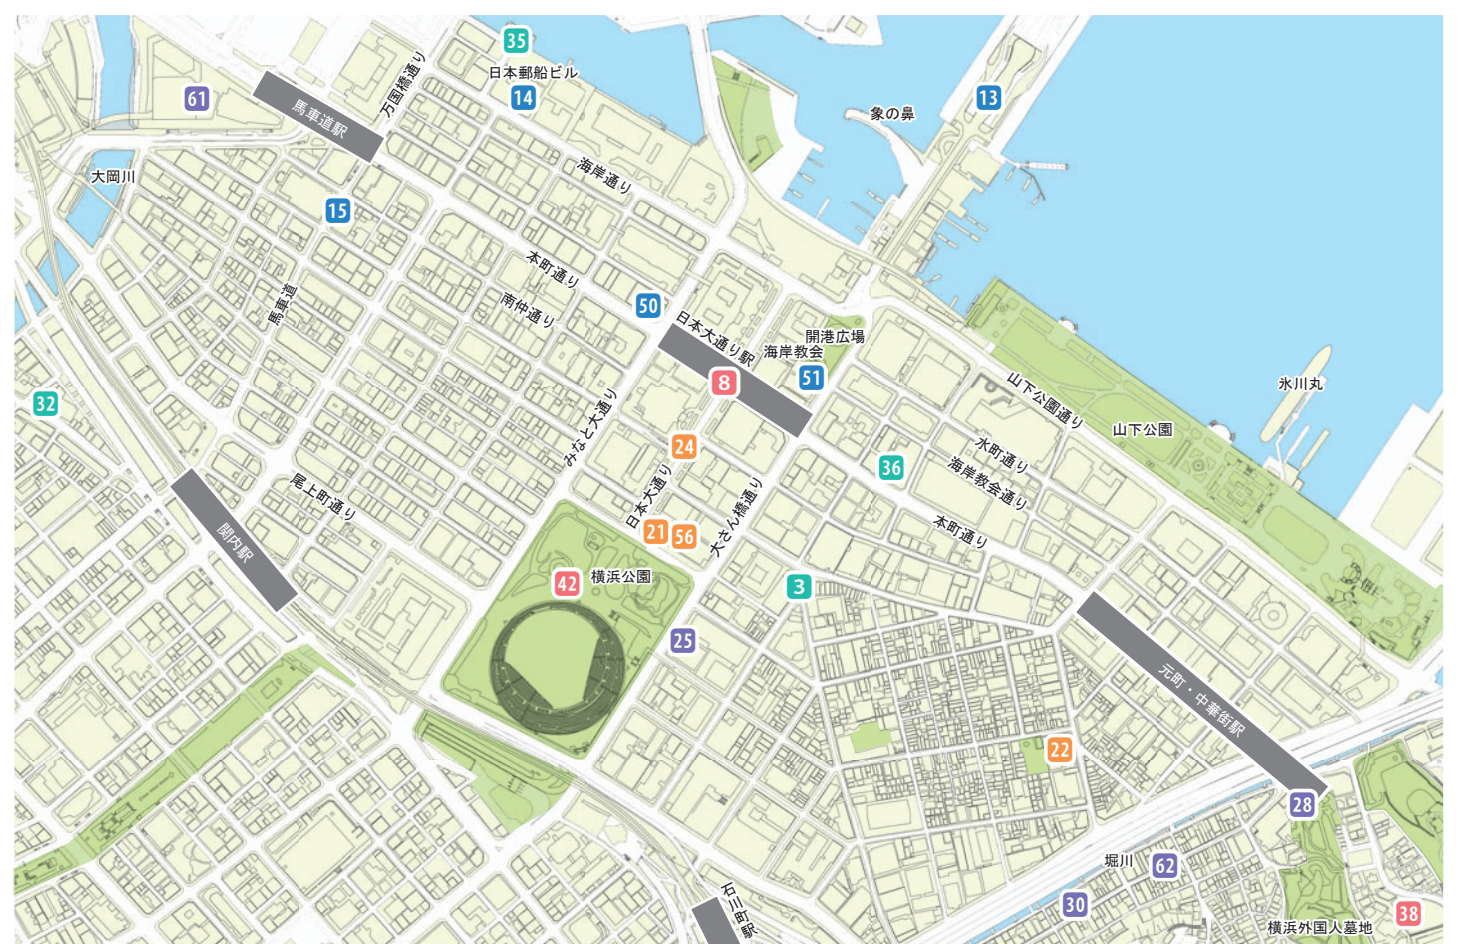 35
日本郵船ビル
14
万国橋通り
61
馬車道駅
13
象の鼻
大岡川
海岸通り
15
本町通り
馬車道
南仲通り
50
日本大通り駅
開港広場
海岸教会
51
8
32
山下公園通り
氷川丸
山下公園
みなと大通り
24
水町通り
36
海岸教会通り
尾上町通り
日本大通り
大さん橋通り
本町通り
21
56
関内駅
42
横浜公園
3
25
元町・中華街駅
22
28
堀川
62
30
石川町駅
38
横浜外国人墓地